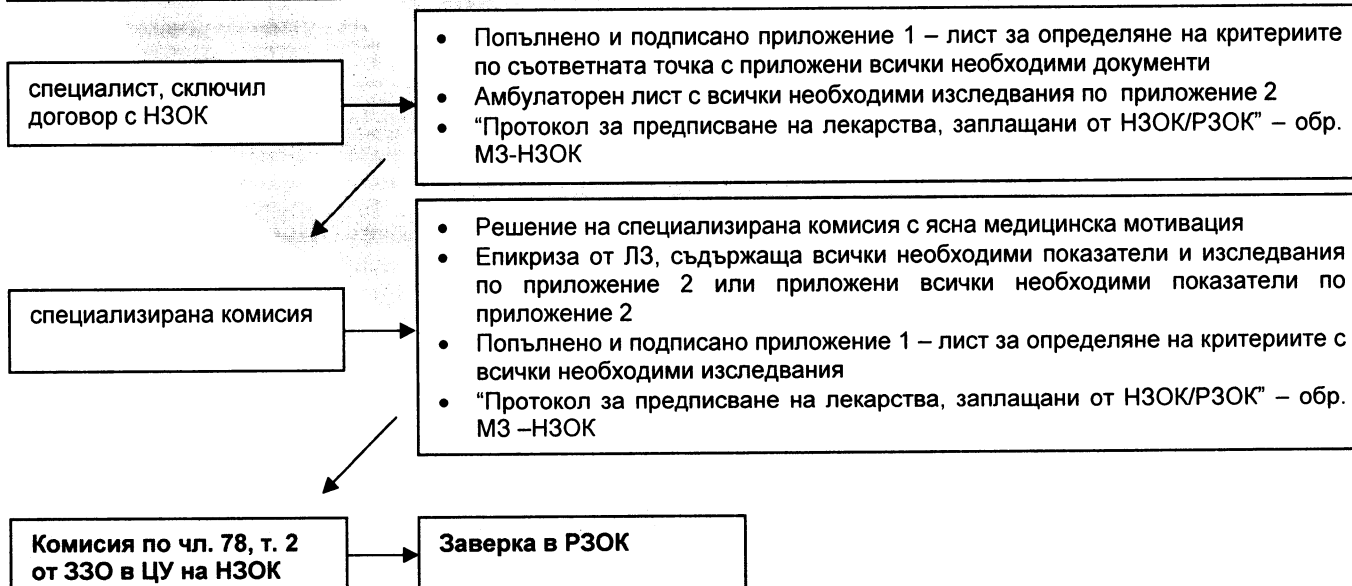 специалист, сключил
договор с НЗОК
• Попълнено и подписано приложение 1 – лист за определяне на критериите
по съответната точка с приложени всички необходими документи
• Амбулаторен лист с всички необходими изследвания по приложение 2
• “Протокол за предписване на лекарства, заплащани от НЗОК/РЗОК” – обр.
МЗ-НЗОК
специализирана комисия
• Решение на специализирана комисия с ясна медицинска мотивация
• Епикриза от ЛЗ, съдържаща всички необходими показатели и изследвания
по приложение 2 или приложени всички необходими показатели по
приложение 2
• Попълнено и подписано приложение 1 – лист за определяне на критериите с
всички необходими изследвания
• “Протокол за предписване на лекарства, заплащани от НЗОК/РЗОК” – обр.
МЗ –НЗОК
Комисия по чл. 78, т. 2
от ЗЗО в ЦУ на НЗОК
Заверка в РЗОК